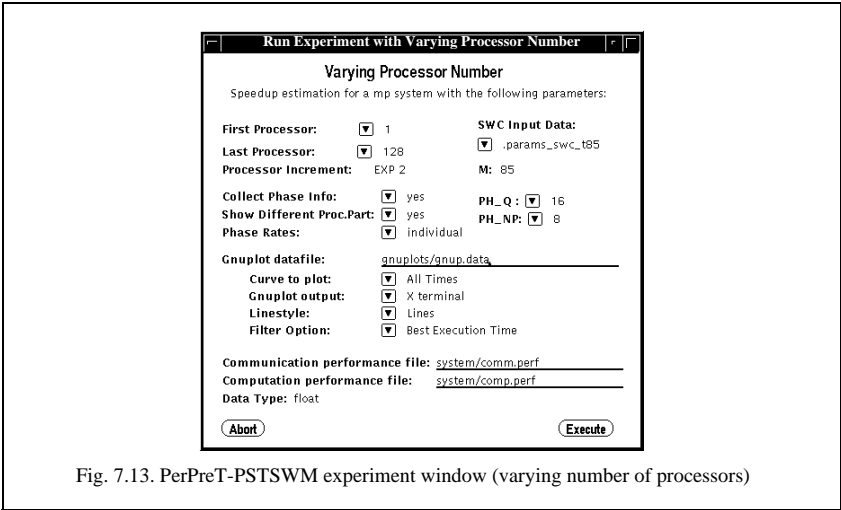 Run Experiment with Varying Processor Number
Varying Processor Number
Speedup estimation for a mp system with the following parameters:
First Processor: 1
Last Processor: 128
Processor Increment: EXP 2
SWC Input Data:
.params_swc_t85
M: 85
Collect Phase Info: yes
Show Different Proc.Part: yes
Phase Rates: individual
PH_Q : 16
PH_NP: 8
Gnuplot datafile: gnuplots/gnup.data
Curve to plot: All Times
Gnuplot output: X terminal
Linestyle: Lines
Filter Option: Best Execution Time
Communication performance file: system/comm.perf
Computation performance file: system/comp.perf
Data Type: float
Abort
Execute
Fig. 7.13. PerPreT-PSTSWM experiment window (varying number of processors)